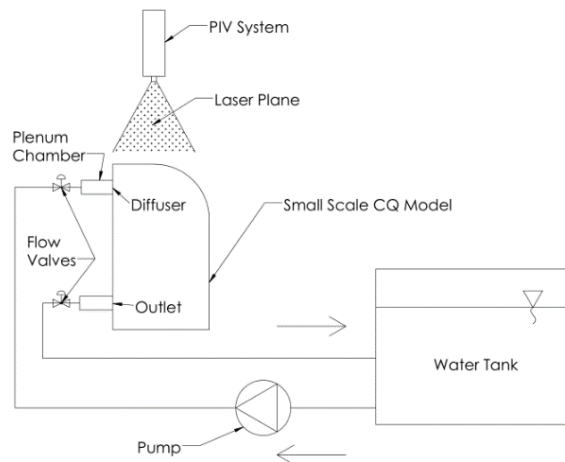 PIV System
Laser Plane
Plenum
Chamber
Diffuser
Small Scale CQ Model
Flow
Valves
Outlet
Water Tank
Pump